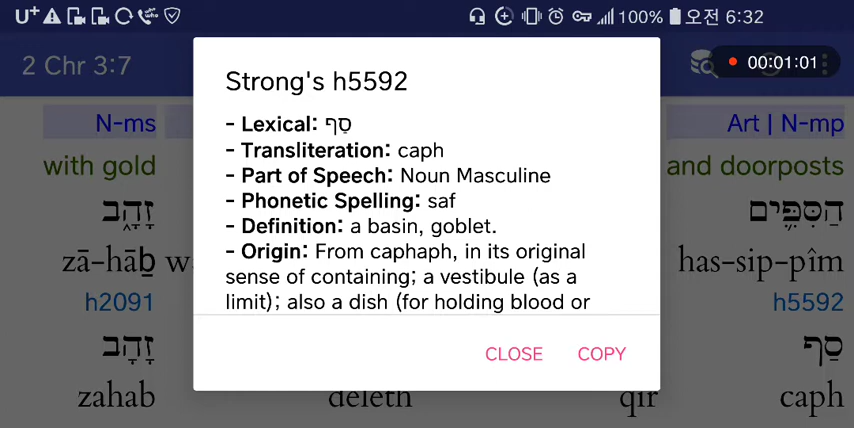 U+ 100% 오전 6:32
2 Chr 3:7
00:01:01
Strong's h5592
- Lexical: סַף
- Transliteration: caph
- Part of Speech: Noun Masculine
- Phonetic Spelling: saf
- Definition: a basin, goblet.
- Origin: From caphaph, in its original
sense of containing; a vestibule (as a
limit); also a dish (for holding blood or
CLOSE COPY
N-ms Art | N-mp
with gold and doorposts
זָהָ֑ב הַסִּפִּ֛ים
zā-hāḇ w has-sip-pîm
h2091 h5592
זָהָב סַף
zahab deleth qir caph